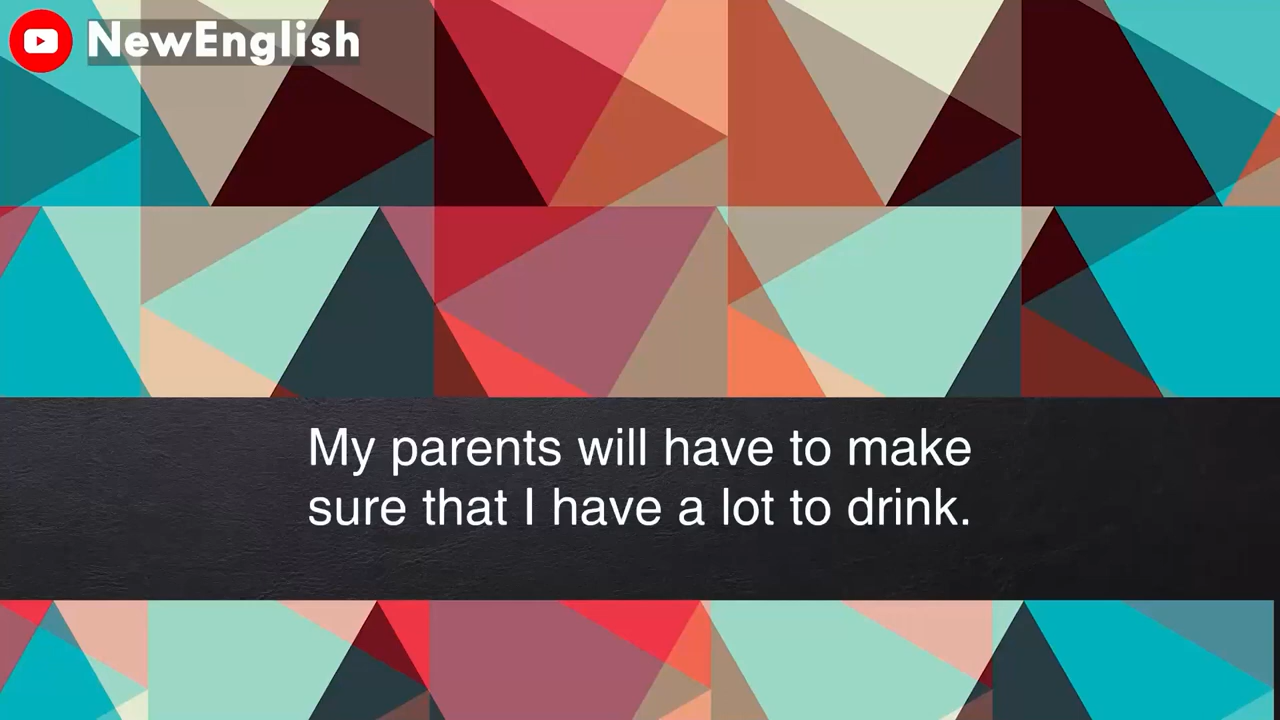 NewEnglish
My parents will have to make
sure that I have a lot to drink.